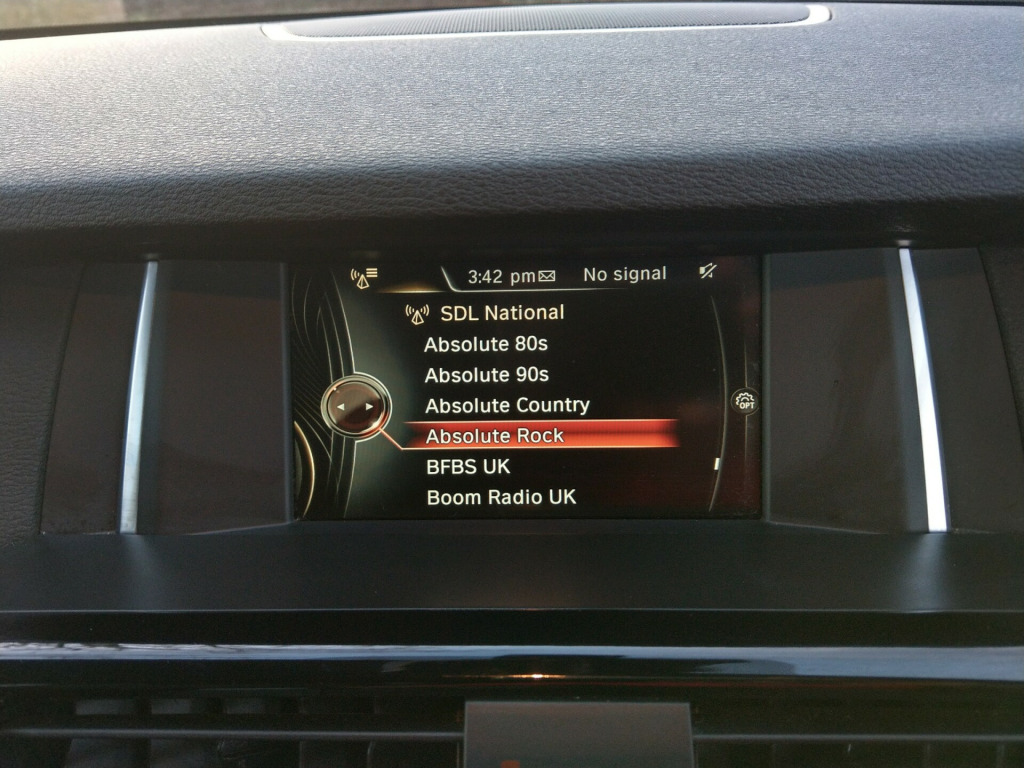 3:42 pm No signal
SDL National
Absolute 80s
Absolute 90s
Absolute Country
OPT
Absolute Rock
BFBS UK
Boom Radio UK